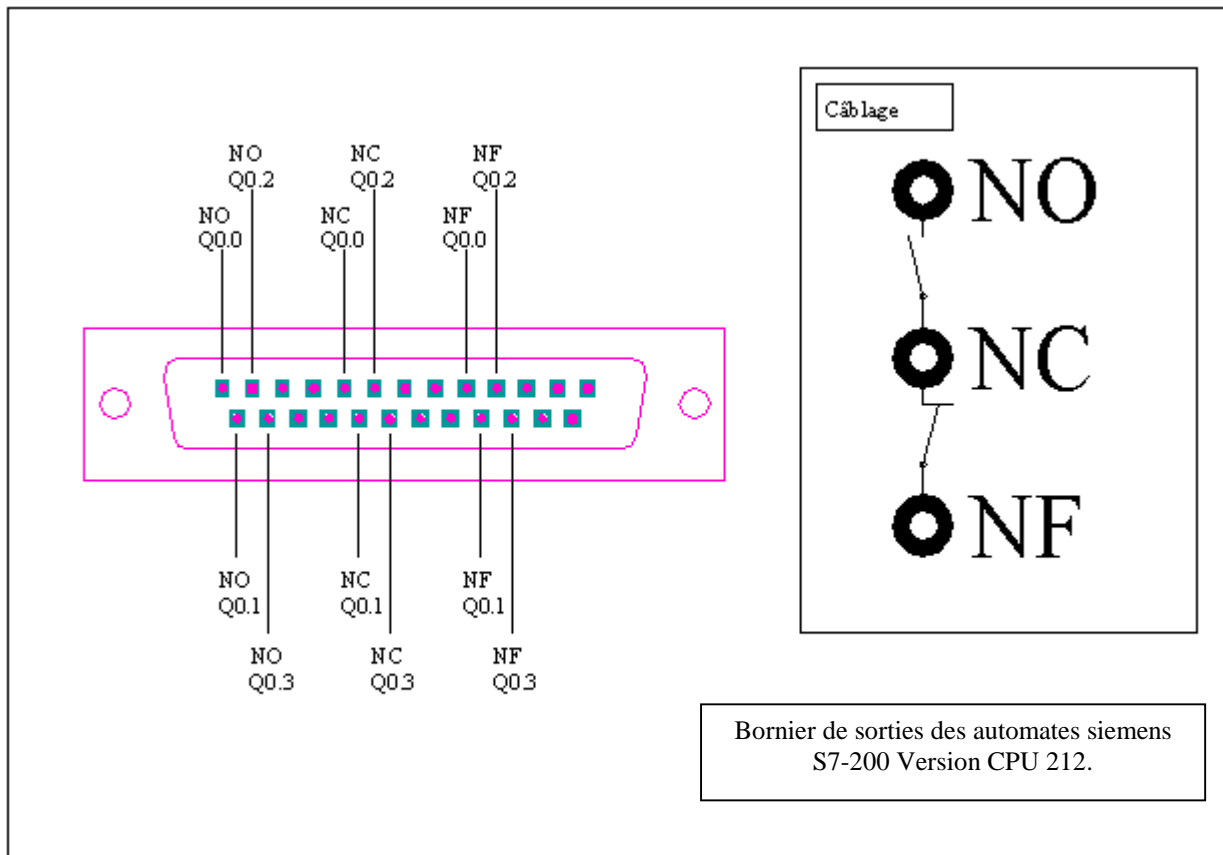 Câblage
NO
NC
NF
NO
Q0.2
NC
Q0.2
NF
Q0.2
NO
Q0.0
NC
Q0.0
NF
Q0.0
NO
Q0.1
NC
Q0.1
NF
Q0.1
NO
Q0.3
NC
Q0.3
NF
Q0.3
Bornier de sorties des automates siemens
S7-200 Version CPU 212.